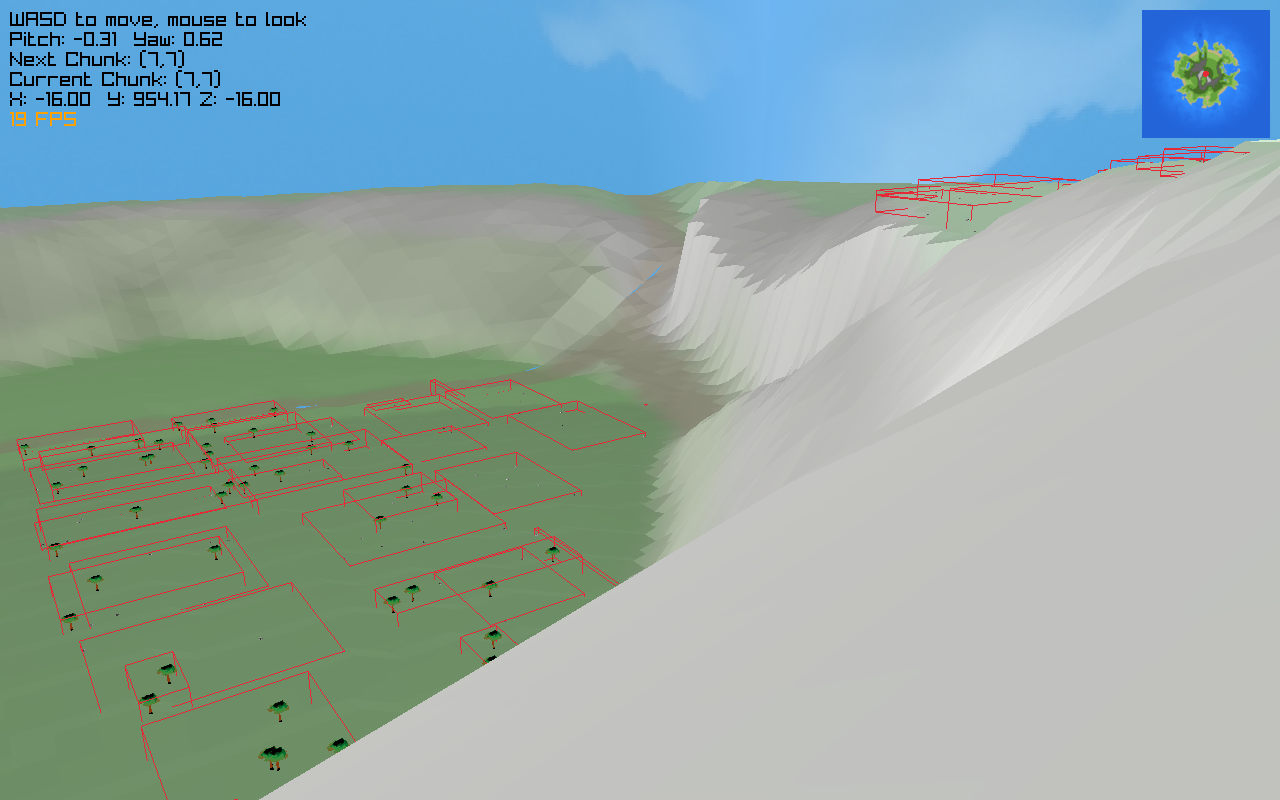 WASD to move, mouse to look
Pitch: -0.31 Yaw: 0.62
Next Chunk: (7,7)
Current Chunk: (7,7)
X: -16.00 Y: 954.17 Z: -16.00
19 FPS